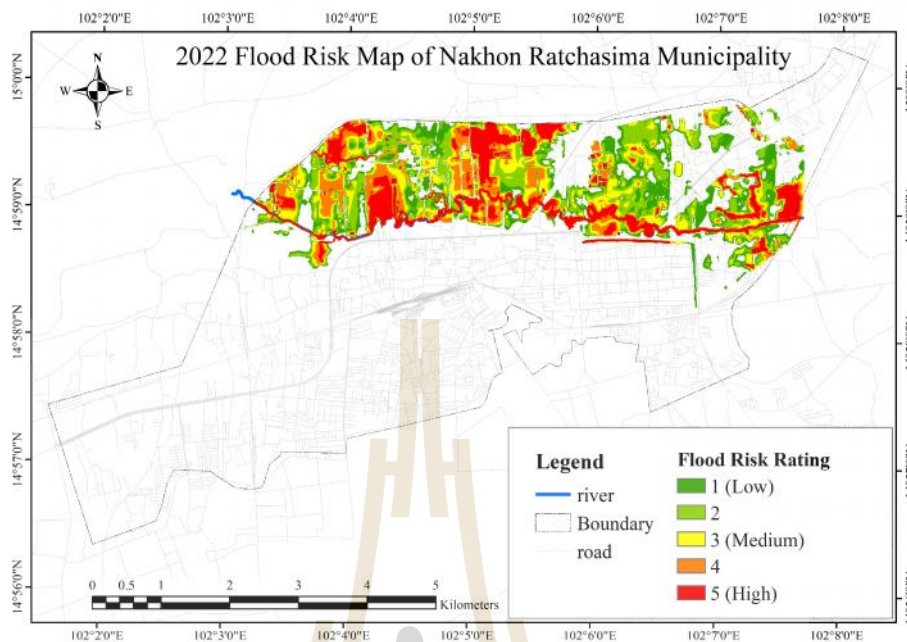 102°2'0"E 102°3'0"E 102°4'0"E 102°5'0"E 102°6'0"E 102°7'0"E 102°8'0"E
2022 Flood Risk Map of Nakhon Ratchasima Municipality
N
W E
S
15°0'0"N
14°59'0"N
14°58'0"N
14°57'0"N
14°56'0"N
Legend
river
Boundary
road
Flood Risk Rating
1 (Low)
2
3 (Medium)
4
5 (High)
0 0.5 1 2 3 4 5
Kilometers
102°2'0"E 102°3'0"E 102°4'0"E 102°5'0"E 102°6'0"E 102°7'0"E 102°8'0"E